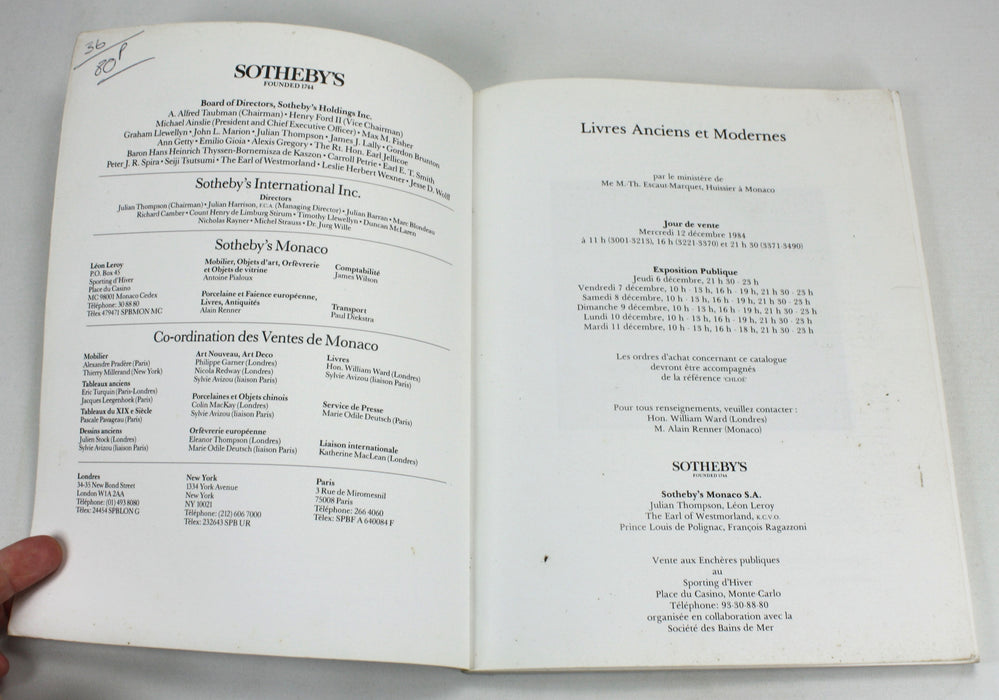 36
80P
SOTHEBY'S
FOUNDED 1744
Board of Directors, Sotheby's Holdings Inc.
A. Alfred Taubman (Chairman) • Henry Ford II (Vice Chairman)
Michael Ainslie (President and Chief Executive Officer) • Max M. Fisher
Graham Llewellyn • John L. Marion • Julian Thompson • James J. Lally • Gordon Brunton
Ann Getty • Emilio Gioia • Alexis Gregory • The Rt. Hon. Earl Jellicoe
Baron Hans Heinrich Thyssen-Bornemisza de Kaszon • Carroll Petrie • Earl E. T. Smith
Peter J. R. Spira • Seiji Tsutsumi • The Earl of Westmorland • Leslie Herbert Wexner • Jesse D. Wolff
Sotheby's International Inc.
Directors
Julian Thompson (Chairman) • Julian Harrison, F.C.A. (Managing Director) • Julian Barran • Marc Blondeau
Richard Camber • Count Henry de Limburg Stirum • Timothy Llewellyn • Duncan McLaren
Nicholas Rayner • Michel Strauss • Dr. Jurg Wille
Sotheby's Monaco
Léon Leroy
P.O. Box 45
Sporting d'Hiver
Place du Casino
MC 98001 Monaco Cedex
Téléphone: 30 88 80
Télex 479471 SPBMON MC
Mobilier, Objets d'art, Orfèvrerie
et Objets de vitrine
Antoine Pialoux
Porcelaine et Faience européenne,
Livres, Antiquités
Alain Renner
Comptabilité
James Wilson
Transport
Paul Diekstra
Co-ordination des Ventes de Monaco
Mobilier
Alexandre Pradère (Paris)
Thierry Millerand (New York)
Tableaux anciens
Eric Turquin (Paris-Londres)
Jacques Leegenhoek (Paris)
Tableaux du XIX e Siècle
Pascale Pavageau (Paris)
Dessins anciens
Julien Stock (Londres)
Sylvie Avizou (liaison Paris)
Art Nouveau, Art Deco
Philippe Garner (Londres)
Nicola Redway (Londres)
Sylvie Avizou (liaison Paris)
Porcelaines et Objets chinois
Colin MacKay (Londres)
Sylvie Avizou (liaison Paris)
Orfèvrerie européenne
Eleanor Thompson (Londres)
Marie Odile Deutsch (liaison Paris)
Livres
Hon. William Ward (Londres)
Sylvie Avizou (liaison Paris)
Service de Presse
Marie Odile Deutsch (Paris)
Liaison internationale
Katherine MacLean (Londres)
Londres
34-35 New Bond Street
London W1A 2AA
Téléphone: (01) 493 8080
Télex: 24454 SPBLON G
New York
1334 York Avenue
New York
NY 10021
Téléphone: (212) 606 7000
Télex: 232643 SPB UR
Paris
3 Rue de Miromesnil
75008 Paris
Téléphone: 266 4060
Télex: SPBF A 640084 F
Livres Anciens et Modernes
par le ministère de
Me M.-Th. Escaut-Marquet, Huissier à Monaco
Jour de vente
Mercredi 12 décembre 1984
à 11 h (3001-3213), 16 h (3221-3370) et 21 h 30 (3371-3490)
Exposition Publique
Jeudi 6 décembre, 21 h 30 - 23 h
Vendredi 7 décembre, 10 h - 13 h, 16 h - 19 h, 21 h 30 - 23 h
Samedi 8 décembre, 10 h - 13 h, 16 h - 19 h, 21 h 30 - 23 h
Dimanche 9 décembre, 10 h - 13 h, 16 h - 19 h, 21 h 30 - 23 h
Lundi 10 décembre, 10 h - 13 h, 16 h - 19 h, 21 h 30 - 23 h
Mardi 11 décembre, 10 h - 13 h, 16 h - 18 h, 21 h 30 - 23 h
Les ordres d'achat concernant ce catalogue
devront être accompagnés
de la référence 'CHLOE'
Pour tous renseignements, veuillez contacter :
Hon. William Ward (Londres)
M. Alain Renner (Monaco)
SOTHEBY'S
FOUNDED 1744
Sotheby's Monaco S.A.
Julian Thompson, Léon Leroy
The Earl of Westmorland, K.C.V.O.
Prince Louis de Polignac, François Ragazzoni
Vente aux Enchères publiques
au
Sporting d'Hiver
Place du Casino, Monte-Carlo
Téléphone: 93-30-88-80
organisée en collaboration avec la
Société des Bains de Mer